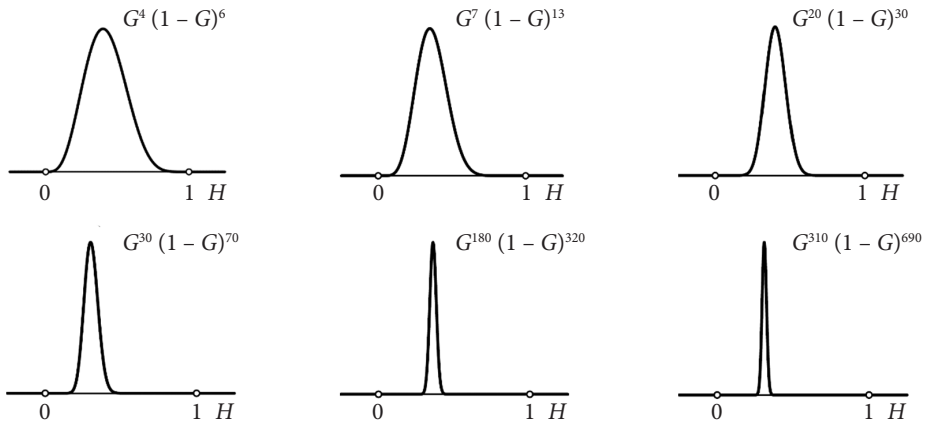 G⁴ (1 – G)⁶
G⁷ (1 – G)¹³
G²⁰ (1 – G)³⁰
0 1 H
0 1 H
0 1 H
G³⁰ (1 – G)⁷⁰
G¹⁸⁰ (1 – G)³²⁰
G³¹⁰ (1 – G)⁶⁹⁰
0 1 H
0 1 H
0 1 H